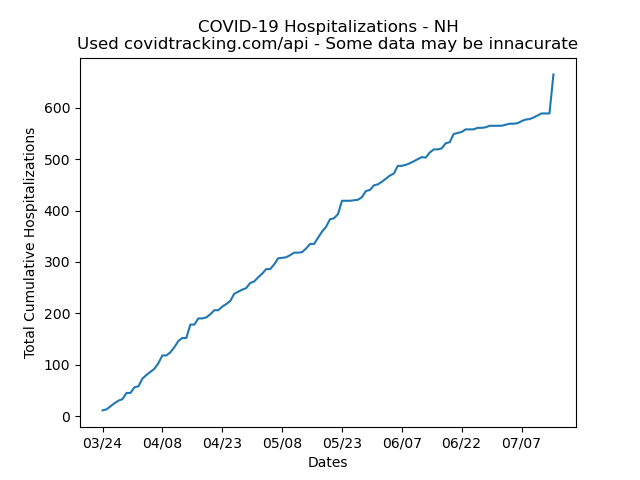 COVID-19 Hospitalizations - NH
Used covidtracking.com/api - Some data may be innacurate
Total Cumulative Hospitalizations
600
500
400
300
200
100
0
03/24 04/08 04/23 05/08 05/23 06/07 06/22 07/07
Dates